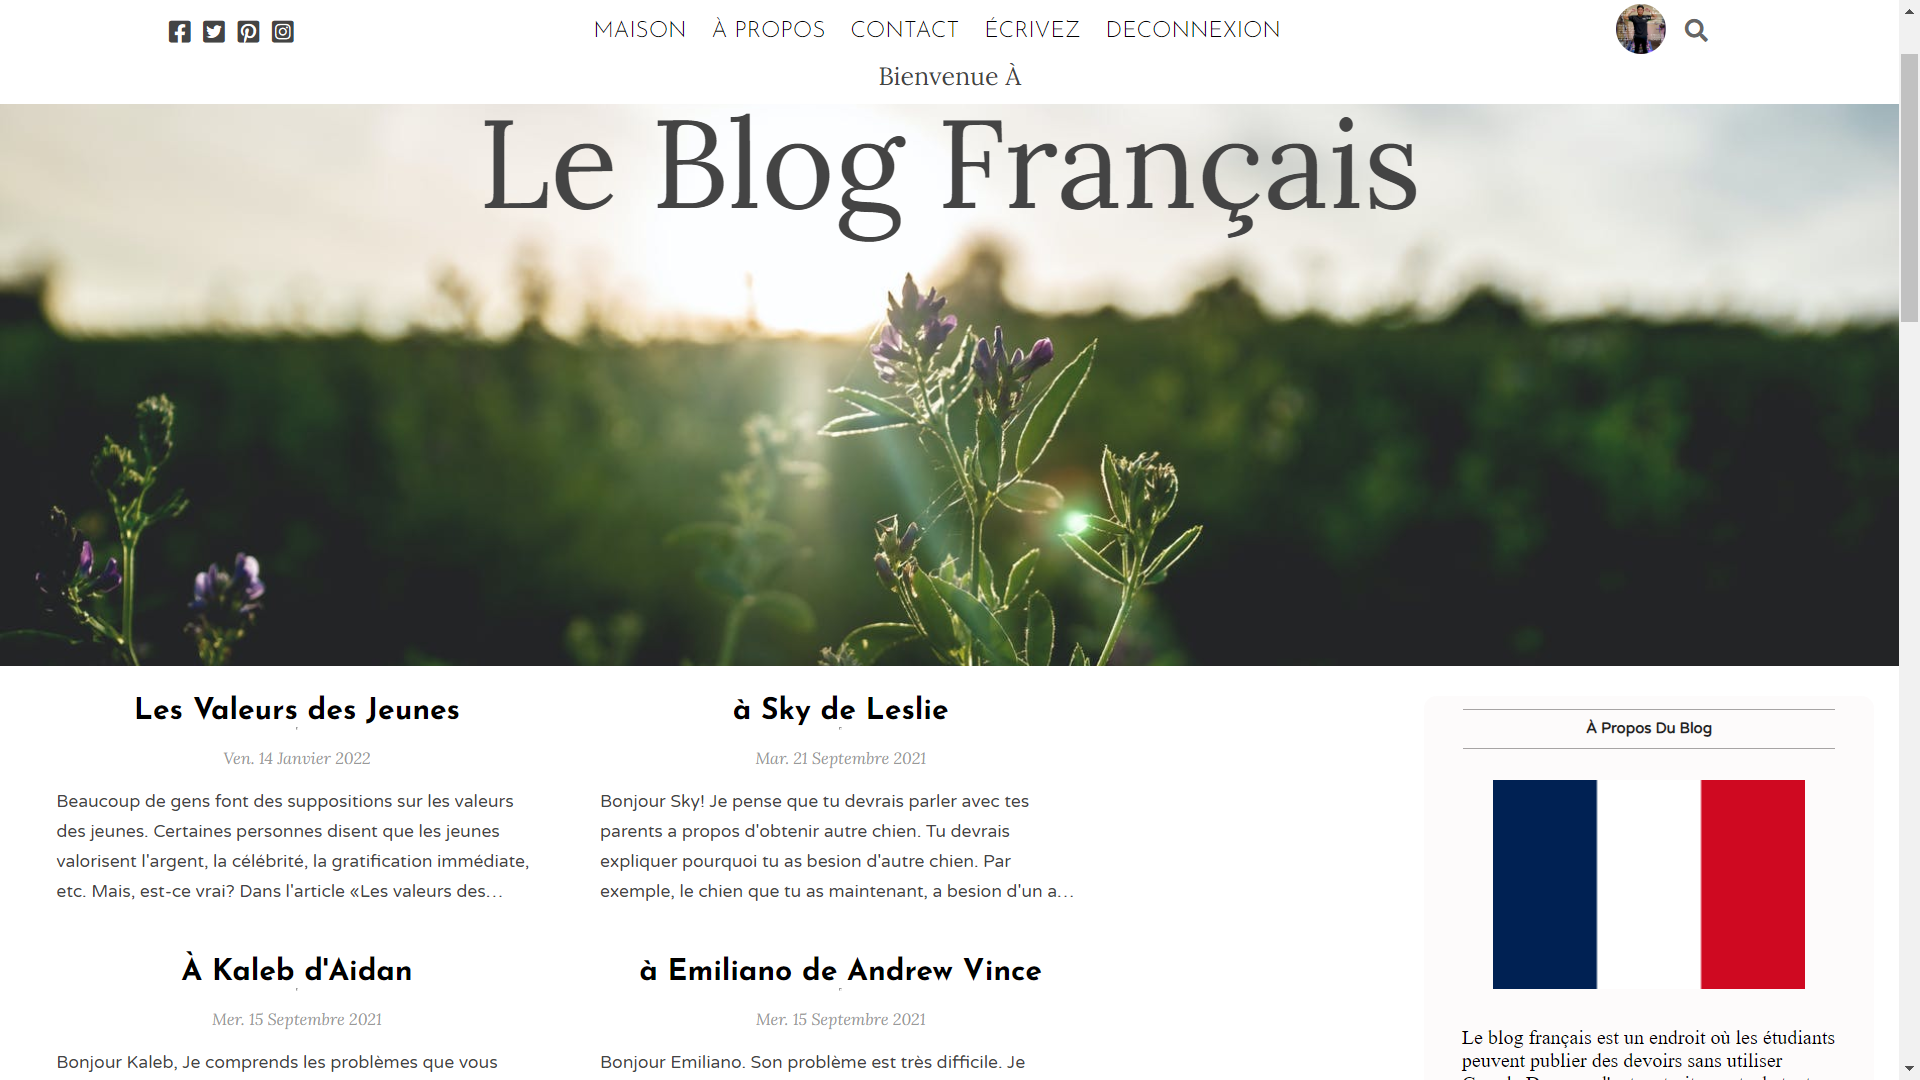 MAISON À PROPOS CONTACT ÉCRIVEZ DECONNEXION
Bienvenue À
Le Blog Français
Les Valeurs des Jeunes
Ven. 14 Janvier 2022
Beaucoup de gens font des suppositions sur les valeurs
des jeunes. Certaines personnes disent que les jeunes
valorisent l'argent, la célébrité, la gratification immédiate,
etc. Mais, est-ce vrai? Dans l'article «Les valeurs des…
à Sky de Leslie
Mar. 21 Septembre 2021
Bonjour Sky! Je pense que tu devrais parler avec tes
parents a propos d'obtenir autre chien. Tu devrais
expliquer pourquoi tu as besion d'autre chien. Par
exemple, le chien que tu as maintenant, a besion d'un a…
À Kaleb d'Aidan
Mer. 15 Septembre 2021
Bonjour Kaleb, Je comprends les problèmes que vous
à Emiliano de Andrew Vince
Mer. 15 Septembre 2021
Bonjour Emiliano. Son problème est très difficile. Je
À Propos Du Blog
Le blog français est un endroit où les étudiants
peuvent publier des devoirs sans utiliser